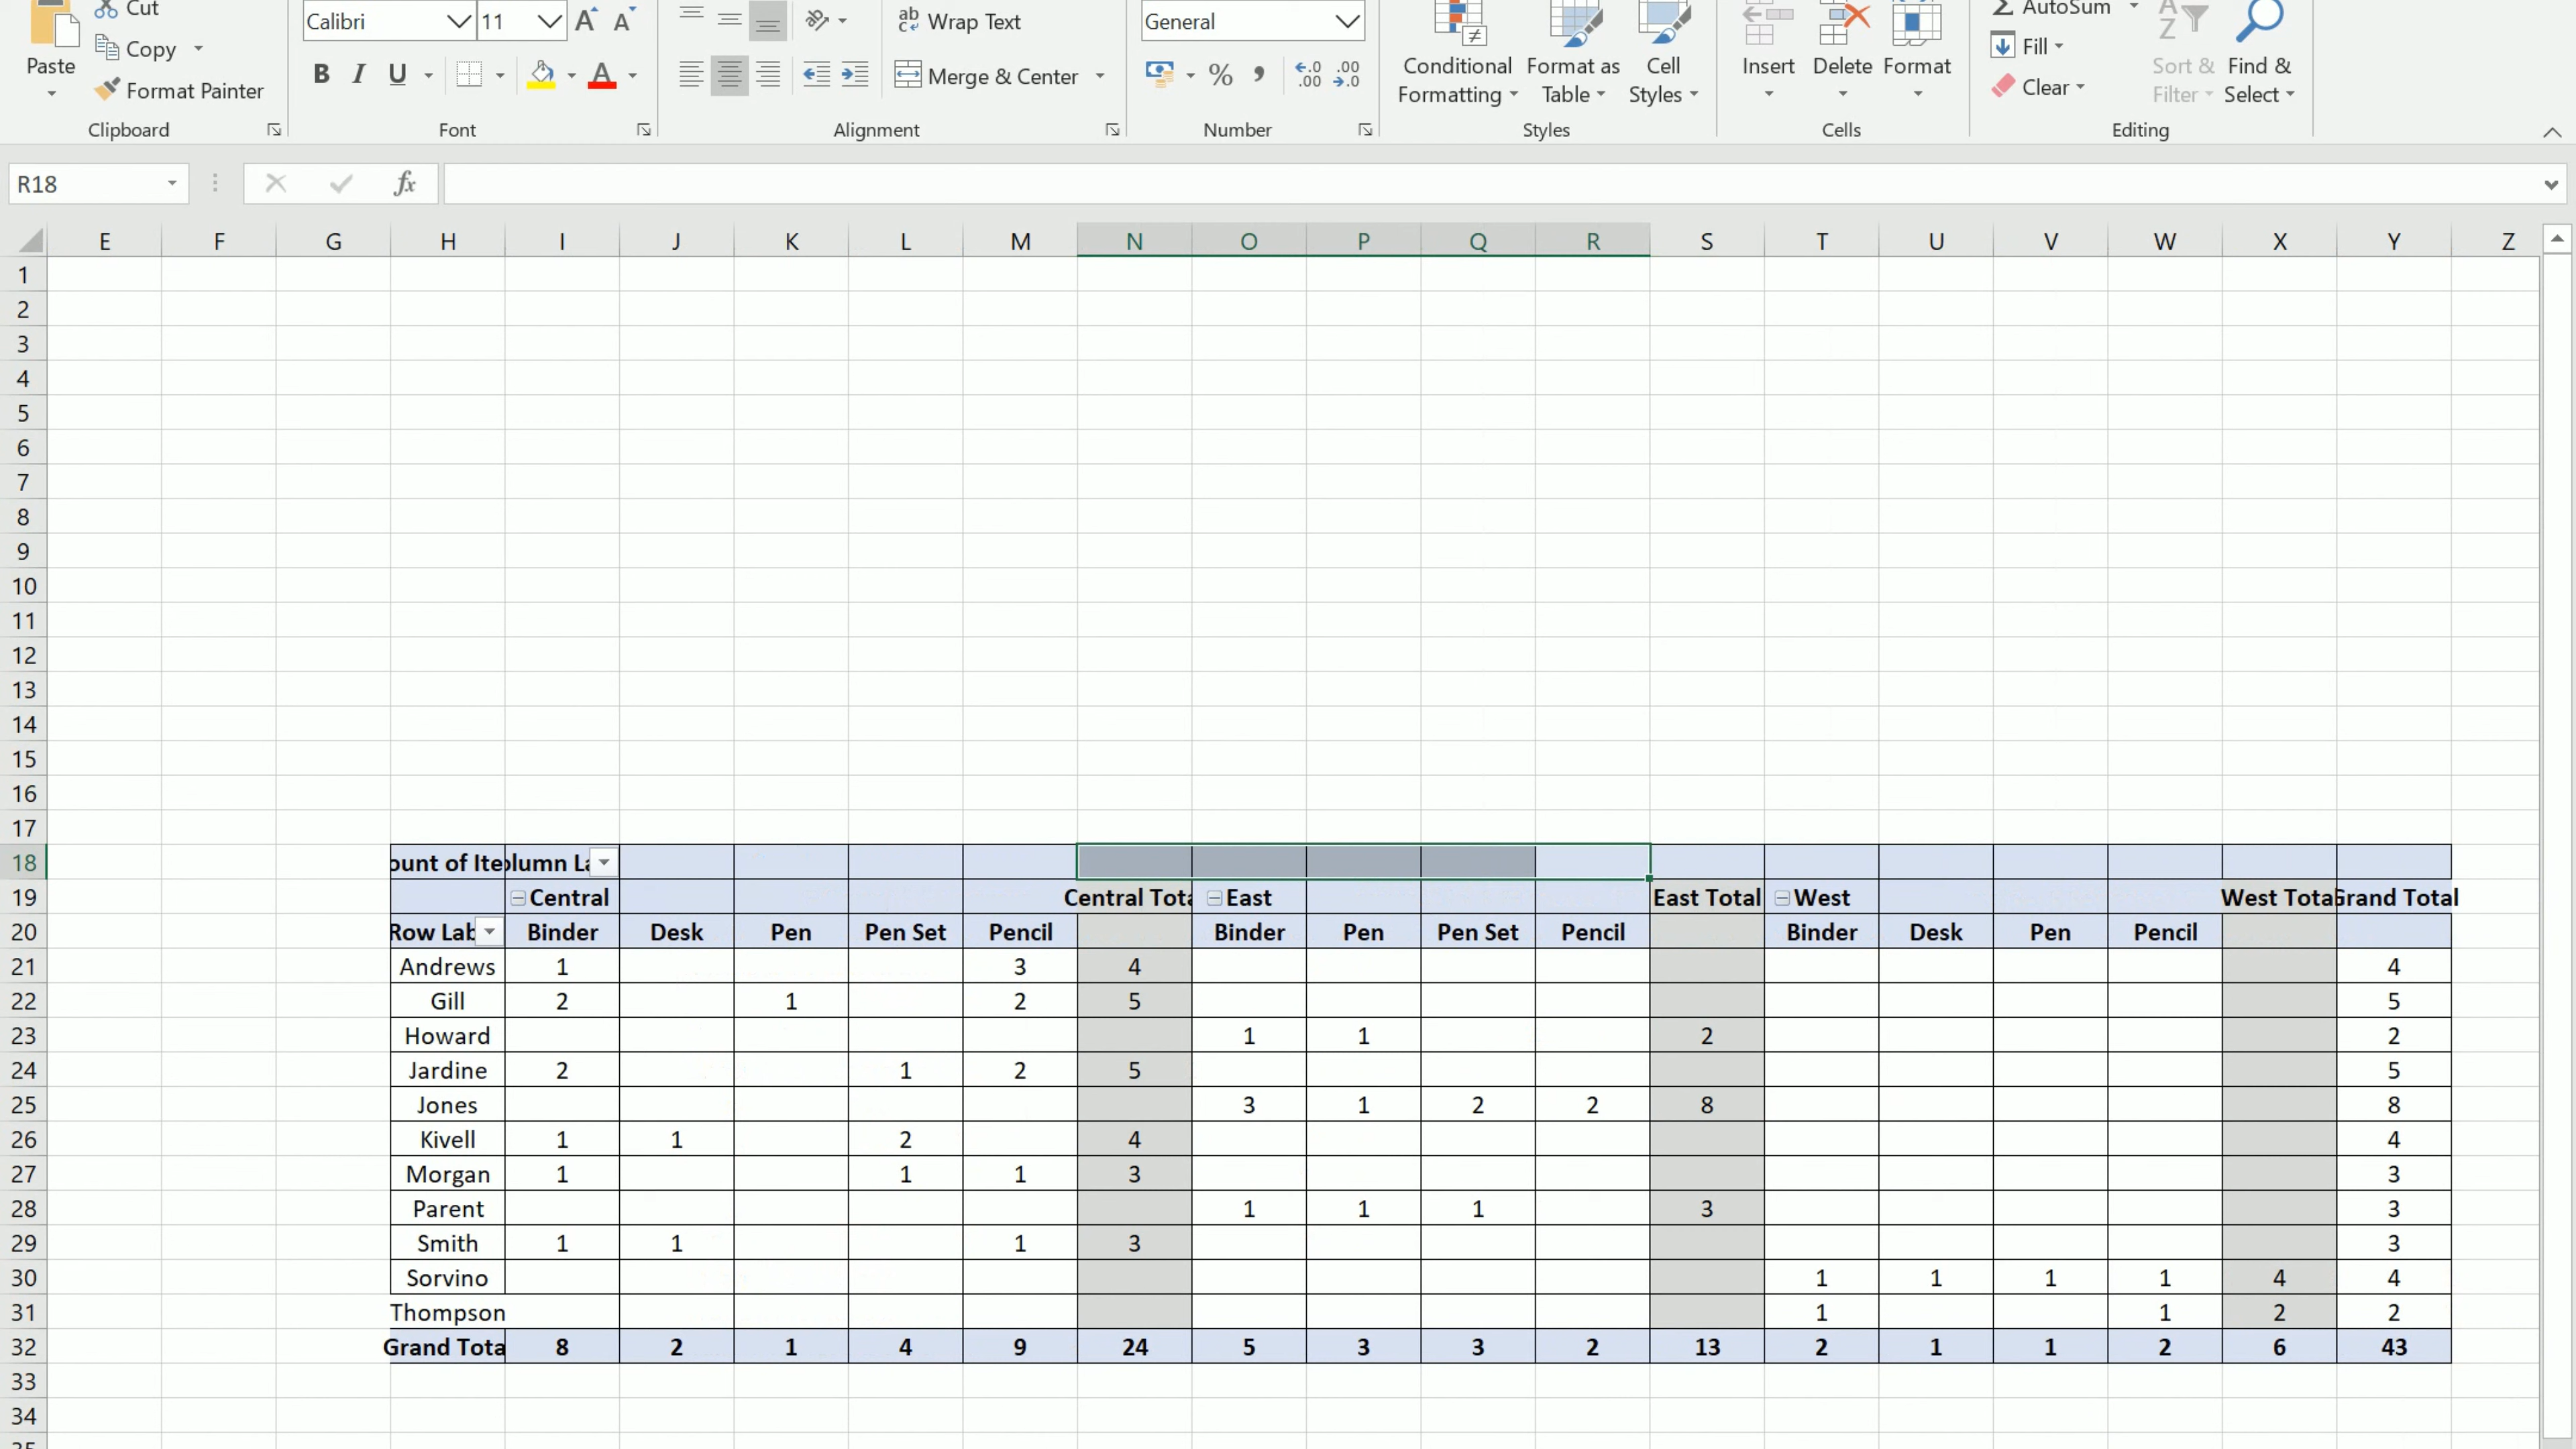 Cut
AutoSum
Calibri 11 Wrap Text General
Copy Fill
Paste Conditional Formatting Format as Table Cell Styles Insert Delete Format Sort & Filter Find & Select
Format Painter B I U Merge & Center % Clear
Clipboard Font Alignment Number Styles Cells Editing
R18 fx
E F G H I J K L M N O P Q R S T U V W X Y Z
1
2
3
4
5
6
7
8
9
10
11
12
13
14
15
16
17
18 ount of Ite olumn La
19 Central Central Tota East East Total West West Tota Grand Total
20 Row Lab Binder Desk Pen Pen Set Pencil Binder Pen Pen Set Pencil Binder Desk Pen Pencil
21 Andrews 1 3 4 4
22 Gill 2 1 2 5 5
23 Howard 1 1 2 2
24 Jardine 2 1 2 5 5
25 Jones 3 1 2 2 8 8
26 Kivell 1 1 2 4 4
27 Morgan 1 1 1 3 3
28 Parent 1 1 1 3 3
29 Smith 1 1 1 3 3
30 Sorvino 1 1 1 1 4 4
31 Thompson 1 1 2 2
32 Grand Tota 8 2 1 4 9 24 5 3 3 2 13 2 1 1 2 6 43
33
34